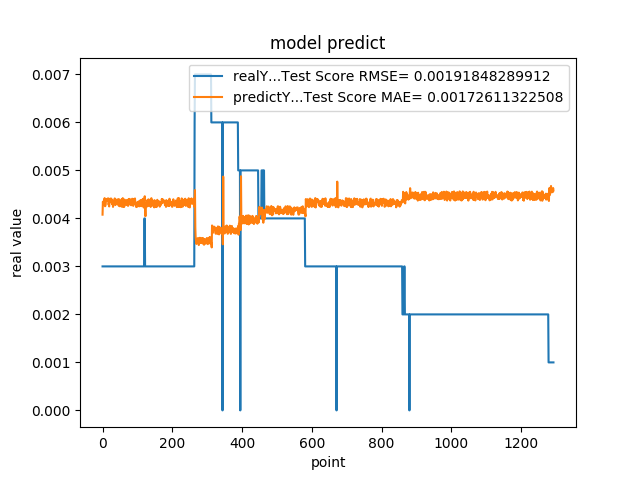 model predict
realY...Test Score RMSE= 0.00191848289912
predictY...Test Score MAE= 0.00172611322508
real value
0.007
0.006
0.005
0.004
0.003
0.002
0.001
0.000
0 200 400 600 800 1000 1200
point